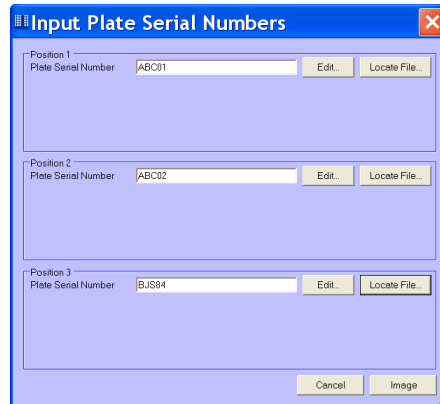 Input Plate Serial Numbers
Position 1
Plate Serial Number ABC01 Edit... Locate File...
Position 2
Plate Serial Number ABC02 Edit... Locate File...
Position 3
Plate Serial Number BJS84 Edit... Locate File...
Cancel Image